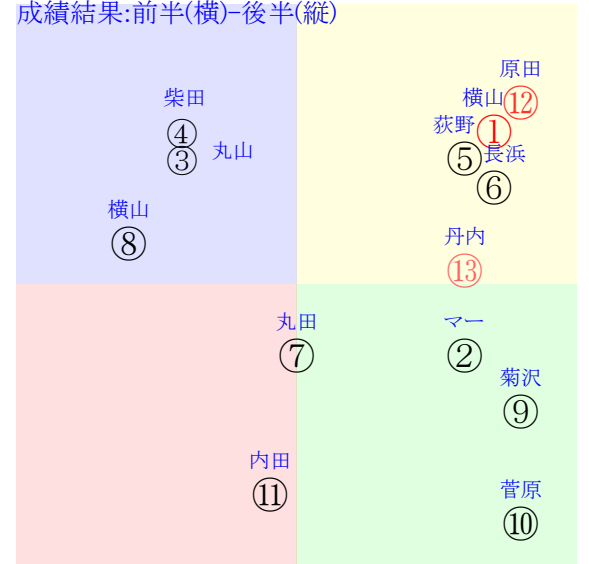 成績結果:前半(横)-後半(縦)
原田
柴田
横山
⑫
荻野
①
④
丸山
③
⑤
長浜
⑥
横山
⑧
丹内
⑬
丸田
マー
⑦
②
菊沢
⑨
内田
⑪
菅原
⑩